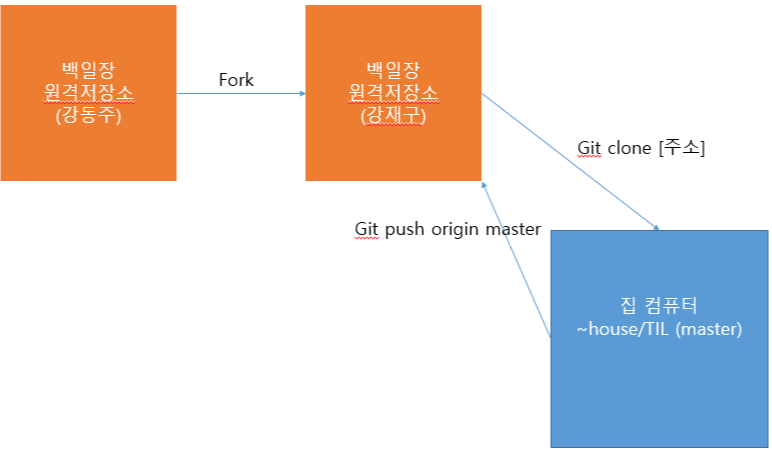 백일장
원격저장소
(강동주)
Fork
백일장
원격저장소
(강재구)
Git clone [주소]
Git push origin master
집 컴퓨터
~house/TIL (master)